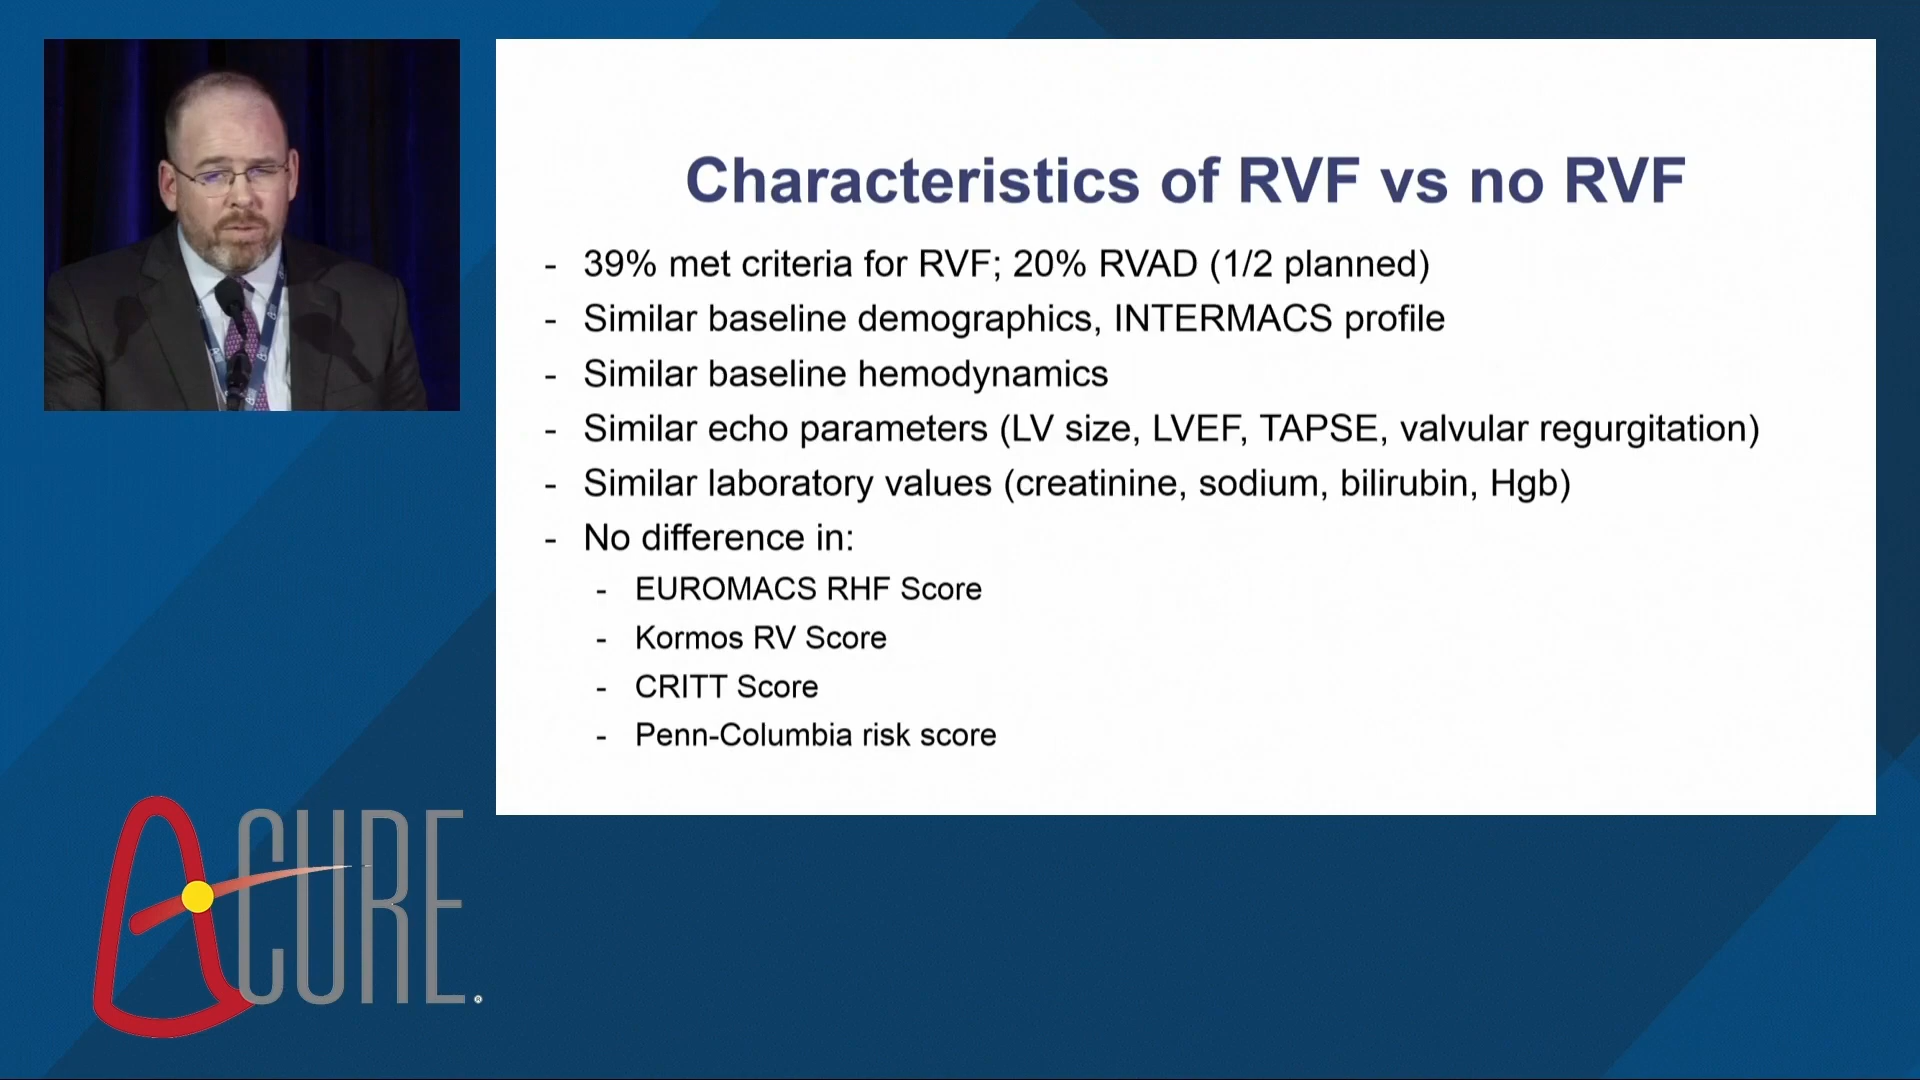 Characteristics of RVF vs no RVF
- 39% met criteria for RVF; 20% RVAD (1/2 planned)
- Similar baseline demographics, INTERMACS profile
- Similar baseline hemodynamics
- Similar echo parameters (LV size, LVEF, TAPSE, valvular regurgitation)
- Similar laboratory values (creatinine, sodium, bilirubin, Hgb)
- No difference in:
- EUROMACS RHF Score
- Kormos RV Score
- CRITT Score
- Penn-Columbia risk score
A-CURE.®